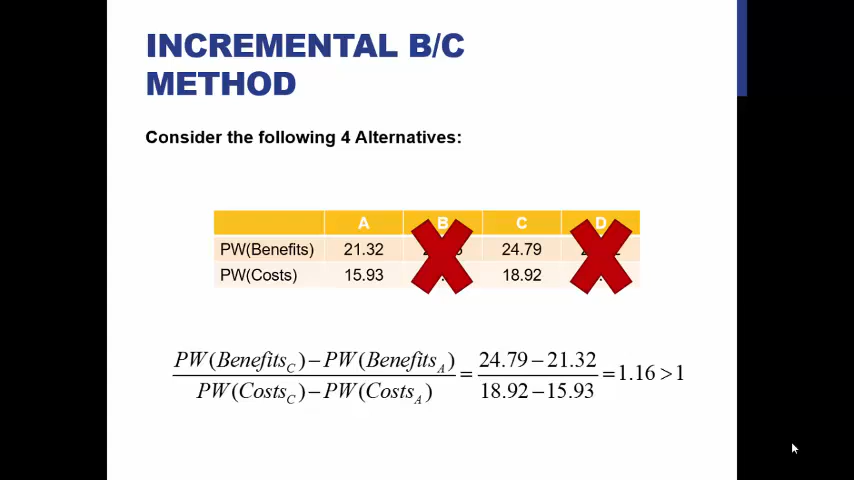 INCREMENTAL B/C
METHOD
Consider the following 4 Alternatives:
A B C D
PW(Benefits) 21.32 24.79
PW(Costs) 15.93 18.92
PW(Benefits_C) − PW(Benefits_A) / PW(Costs_C) − PW(Costs_A) = 24.79 − 21.32 / 18.92 − 15.93 = 1.16 > 1